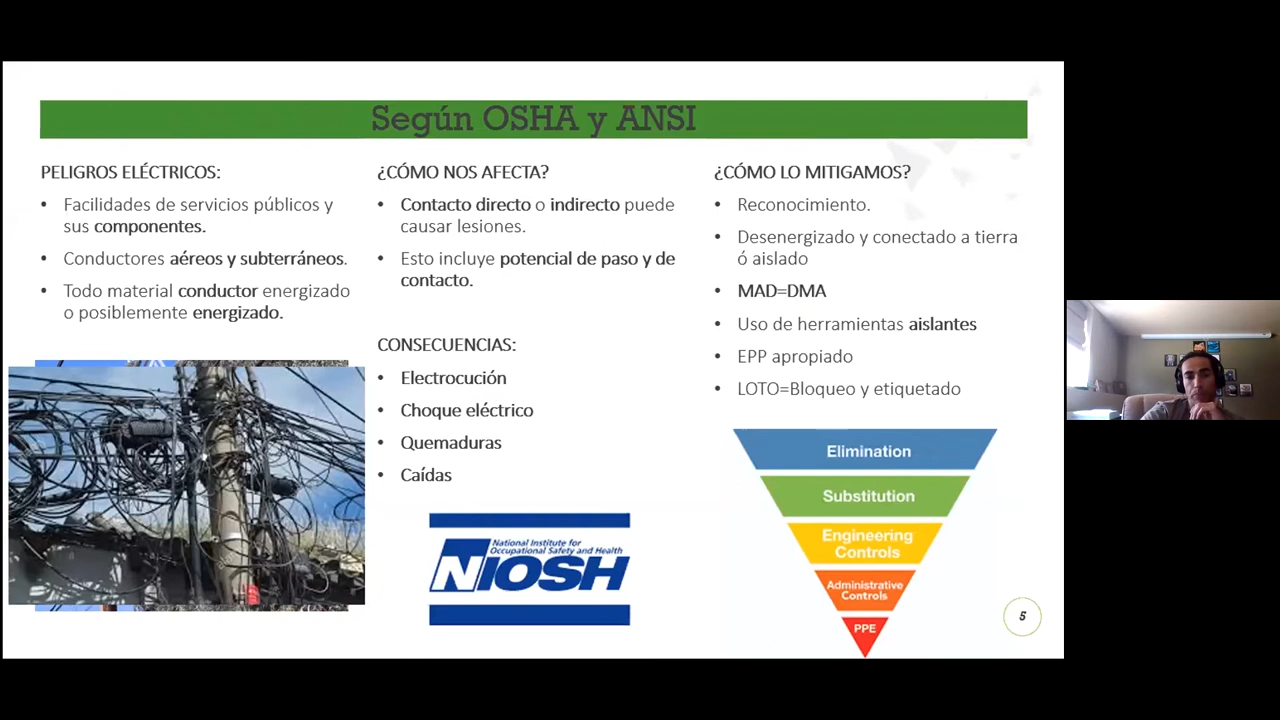 Según OSHA y ANSI
PELIGROS ELÉCTRICOS:
• Facilidades de servicios públicos y
sus componentes.
• Conductores aéreos y subterráneos.
• Todo material conductor energizado
o posiblemente energizado.
¿CÓMO NOS AFECTA?
• Contacto directo o indirecto puede
causar lesiones.
• Esto incluye potencial de paso y de
contacto.
CONSECUENCIAS:
• Electrocución
• Choque eléctrico
• Quemaduras
• Caídas
National Institute for
Occupational Safety and Health
NIOSH
¿CÓMO LO MITIGAMOS?
• Reconocimiento.
• Desenergizado y conectado a tierra
ó aislado
• MAD=DMA
• Uso de herramientas aislantes
• EPP apropiado
• LOTO=Bloqueo y etiquetado
Elimination
Substitution
Engineering
Controls
Administrative
Controls
PPE
5